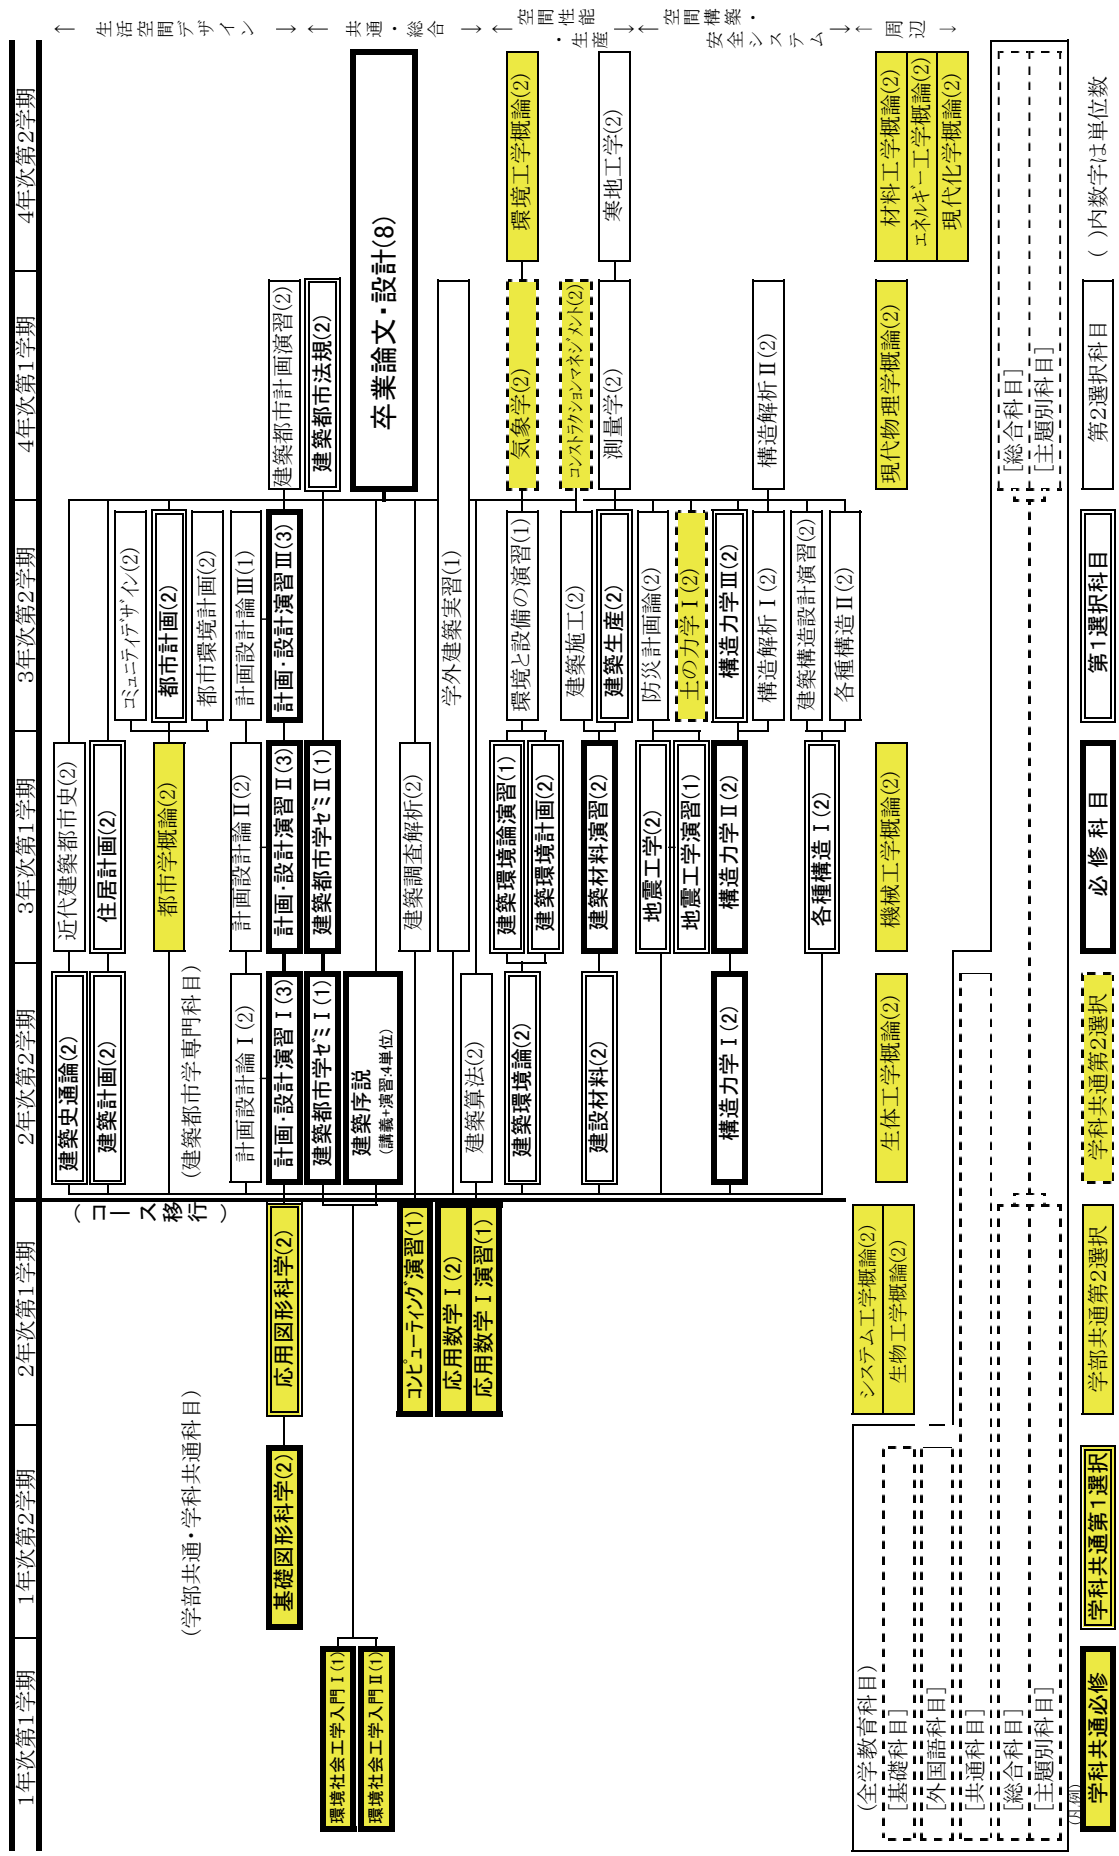 1年次第1学期
1年次第2学期
2年次第1学期
2年次第2学期
3年次第1学期
3年次第2学期
4年次第1学期
4年次第2学期
← 生活空間デザイン →
← 共通・総合 →
← 空間性能・生産 →
← 空間構築・安全システム →
← 周辺 →
(学部共通・学科共通科目)
(コース移行)
(建築都市学専門科目)
環境社会工学入門Ⅰ(1)
環境社会工学入門Ⅱ(1)
基礎図形科学(2)
応用図形科学(2)
コンピューティング演習(1)
応用数学Ⅰ(2)
応用数学Ⅰ演習(1)
システム工学概論(2)
生物工学概論(2)
建築史通論(2)
建築計画(2)
計画設計論Ⅰ(2)
計画・設計演習Ⅰ(3)
建築都市学ゼミⅠ(1)
建築序説
(講義+演習:4単位)
建築算法(2)
建築環境論(2)
建設材料(2)
構造力学Ⅰ(2)
生体工学概論(2)
近代建築都市史(2)
住居計画(2)
都市学概論(2)
計画設計論Ⅱ(2)
計画・設計演習Ⅱ(3)
建築都市学ゼミⅡ(1)
建築調査解析(2)
建築環境論演習(1)
建築環境計画(2)
建築材料演習(2)
地震工学(2)
地震工学演習(1)
構造力学Ⅱ(2)
各種構造Ⅰ(2)
機械工学概論(2)
コミュニティデザイン(2)
都市計画(2)
都市環境計画(2)
計画設計論Ⅲ(1)
計画・設計演習Ⅲ(3)
学外建築実習(1)
環境と設備の演習(1)
建築施工(2)
建築生産(2)
防災計画論(2)
土の力学Ⅰ(2)
構造力学Ⅲ(2)
構造解析Ⅰ(2)
建築構造設計演習(2)
各種構造Ⅱ(2)
建築都市計画演習(2)
建築都市法規(2)
卒業論文・設計(8)
気象学(2)
コンストラクションマネジメント(2)
測量学(2)
構造解析Ⅱ(2)
現代物理学概論(2)
環境工学概論(2)
寒地工学(2)
材料工学概論(2)
エネルギー工学概論(2)
現代化学概論(2)
(全学教育科目)
[基礎科目]
[外国語科目]
[共通科目]
[総合科目]
[主題別科目]
[総合科目]
[主題別科目]
(凡例)
学科共通必修
学科共通第1選択
学部共通第2選択
学科共通第2選択
必修科目
第1選択科目
第2選択科目
( )内数字は単位数